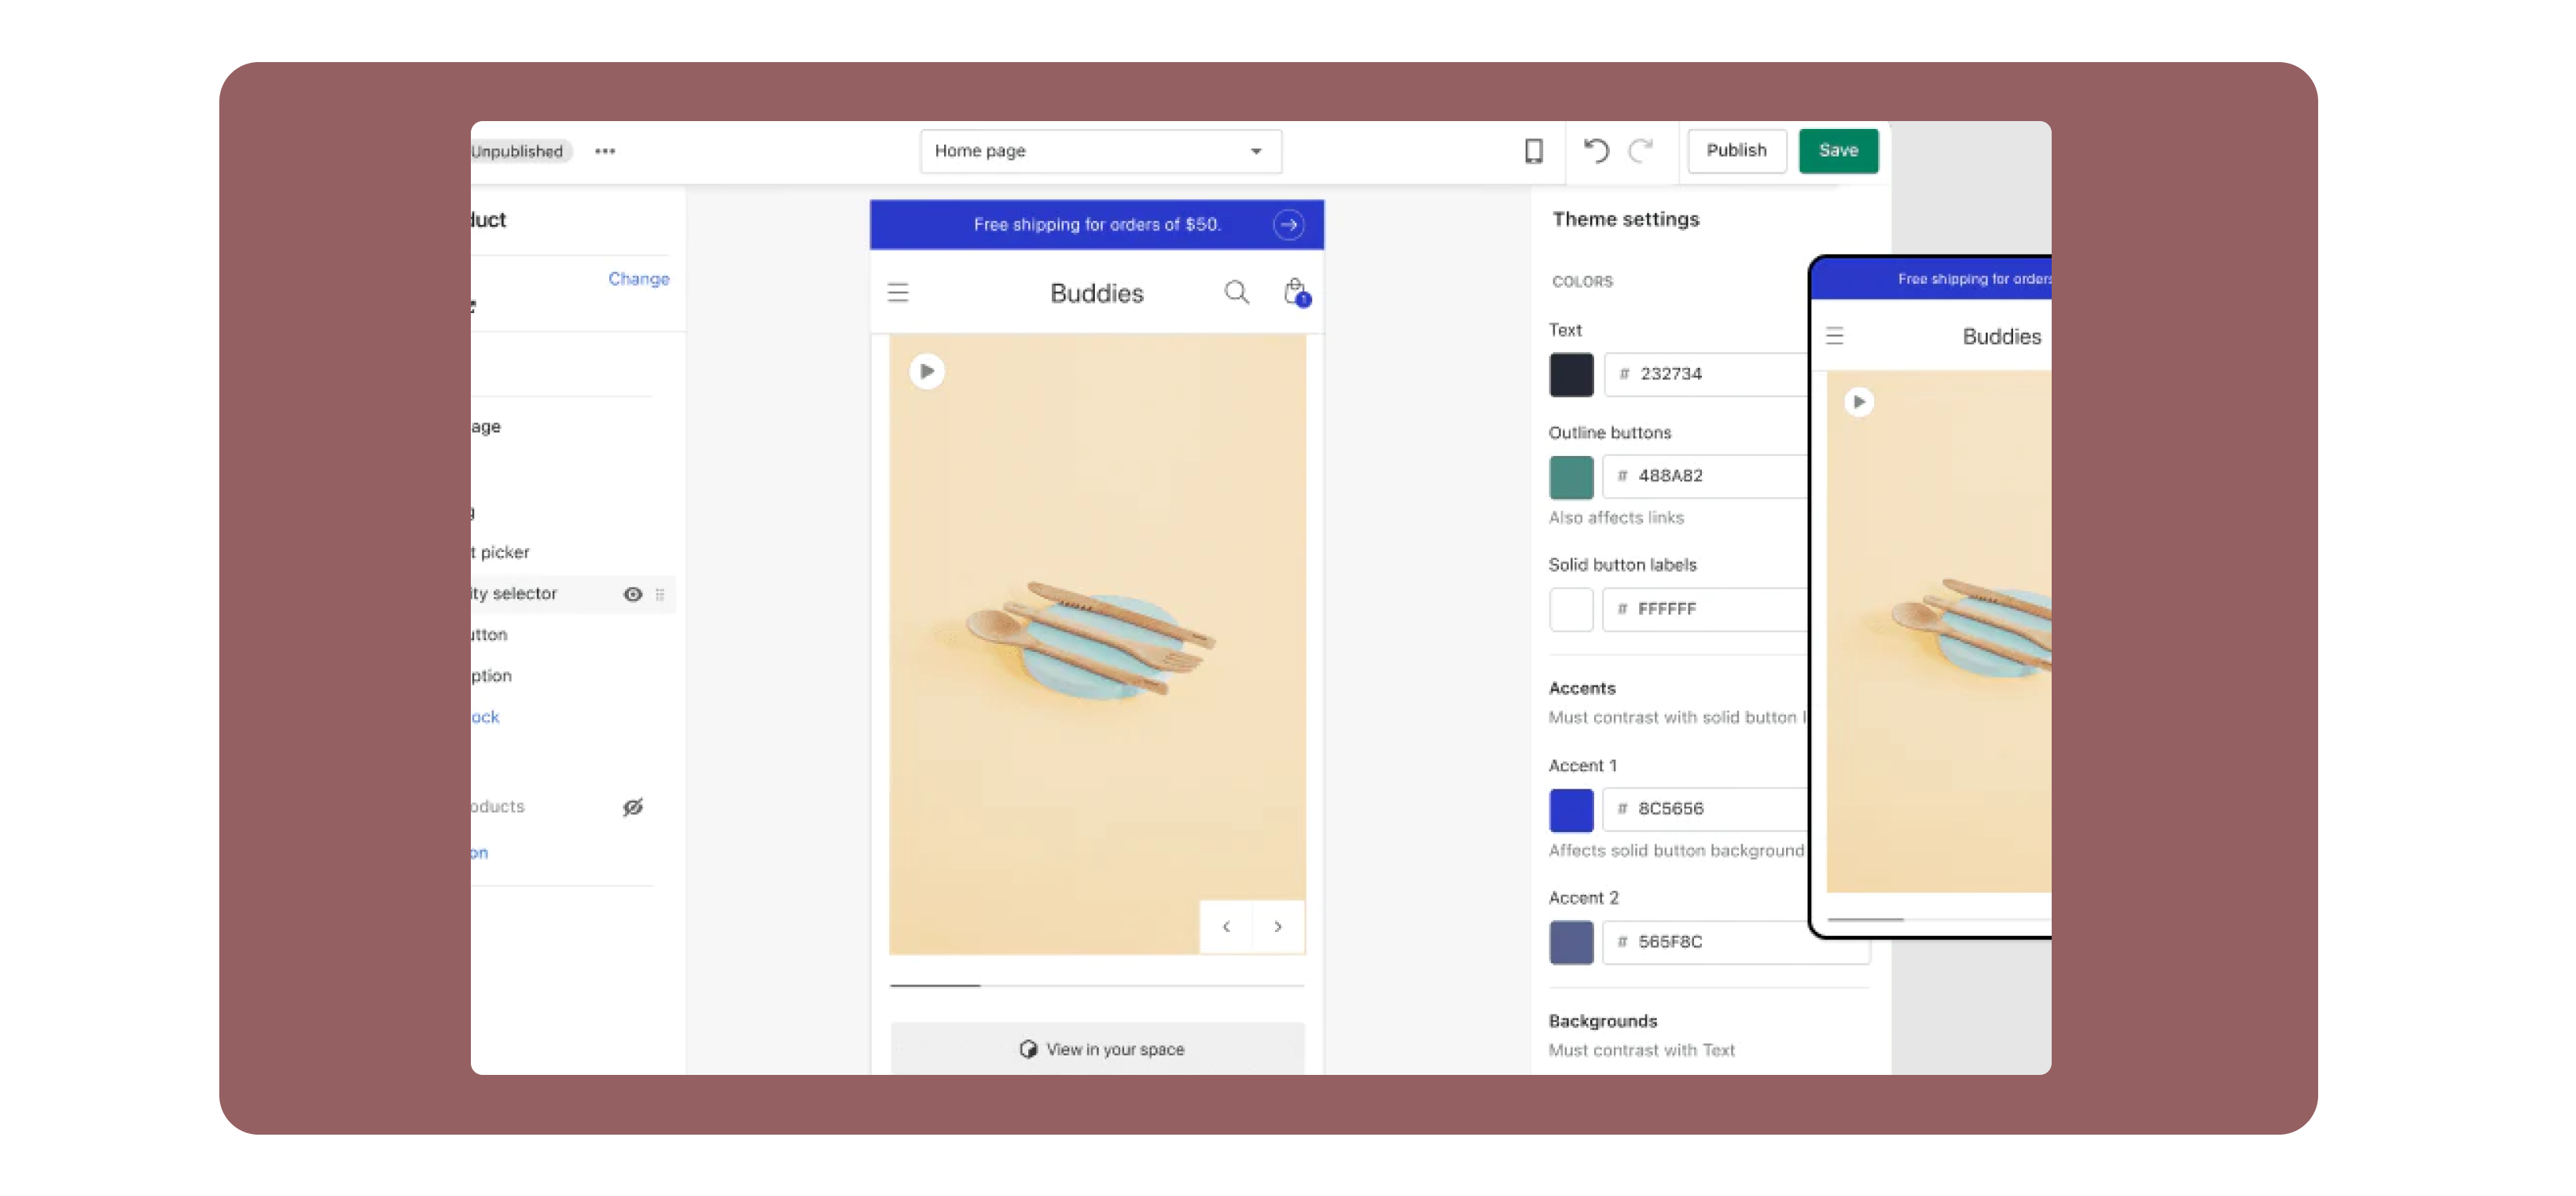 Unpublished
Home page
Publish
Save
duct
Change
age
t picker
ity selector
utton
ption
ock
oducts
on
Free shipping for orders of $50.
Buddies
1
View in your space
Theme settings
COLORS
Text
# 232734
Outline buttons
# 488A82
Also affects links
Solid button labels
# FFFFFF
Accents
Must contrast with solid button l
Accent 1
# 8C5656
Affects solid button background
Accent 2
# 565F8C
Backgrounds
Must contrast with Text
Free shipping for orders
Buddies